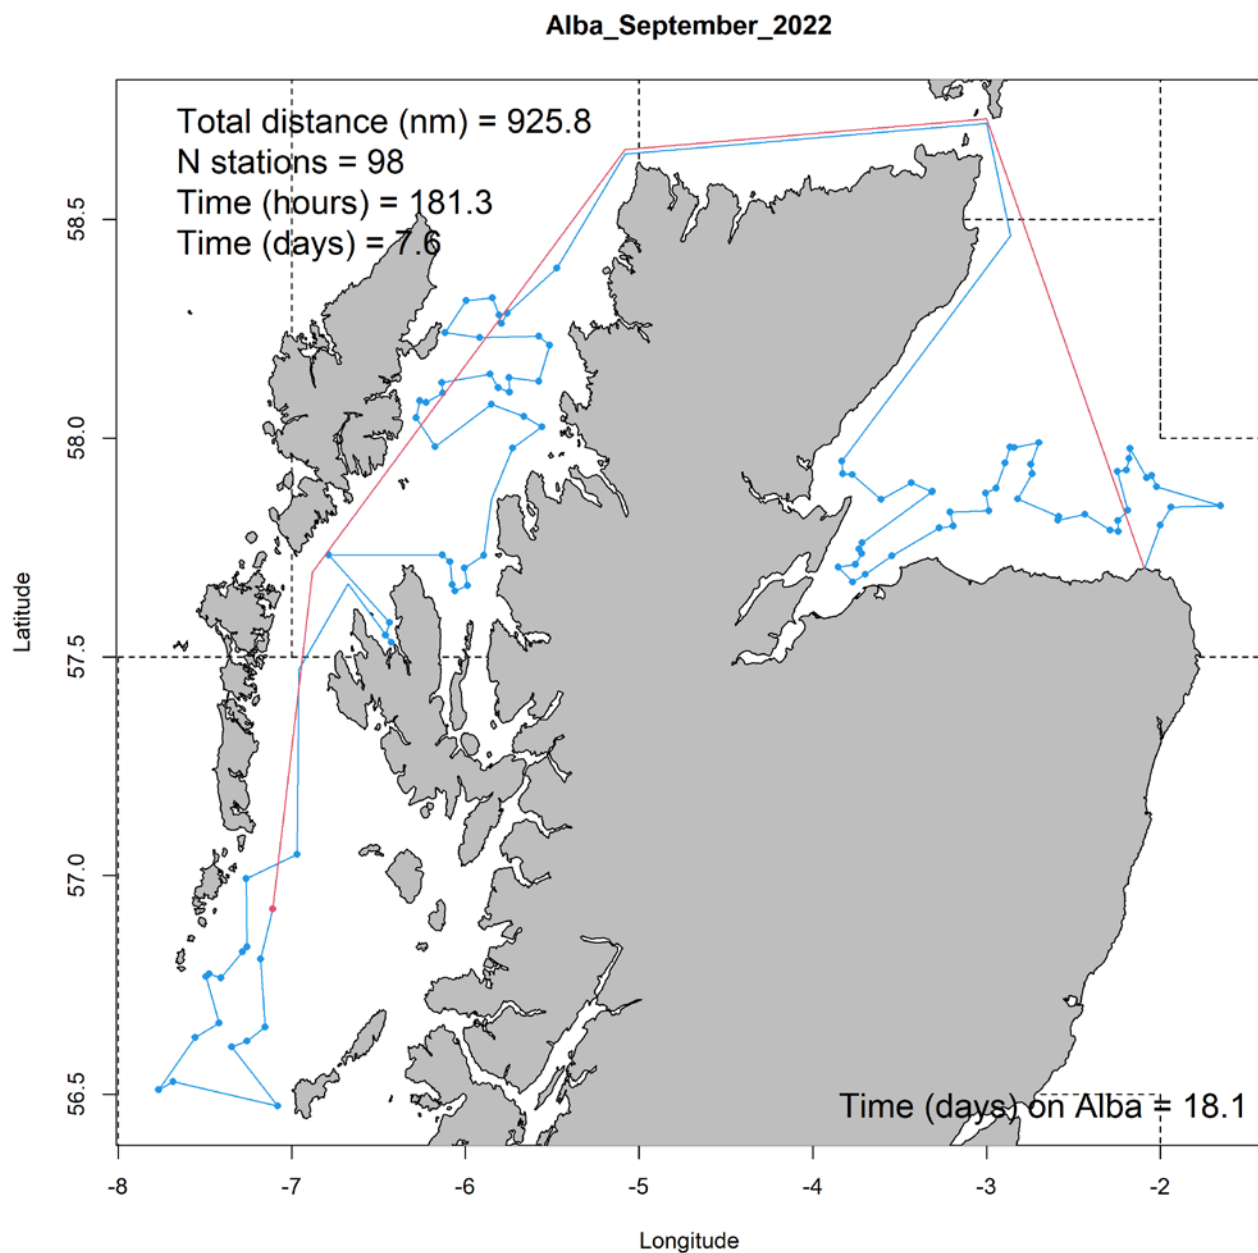 Alba_September_2022
Total distance (nm) = 925.8
N stations = 98
Time (hours) = 181.3
Time (days) = 7.6
58.5
58.0
57.5
57.0
56.5
Latitude
Time (days) on Alba = 18.1
-8 -7 -6 -5 -4 -3 -2
Longitude